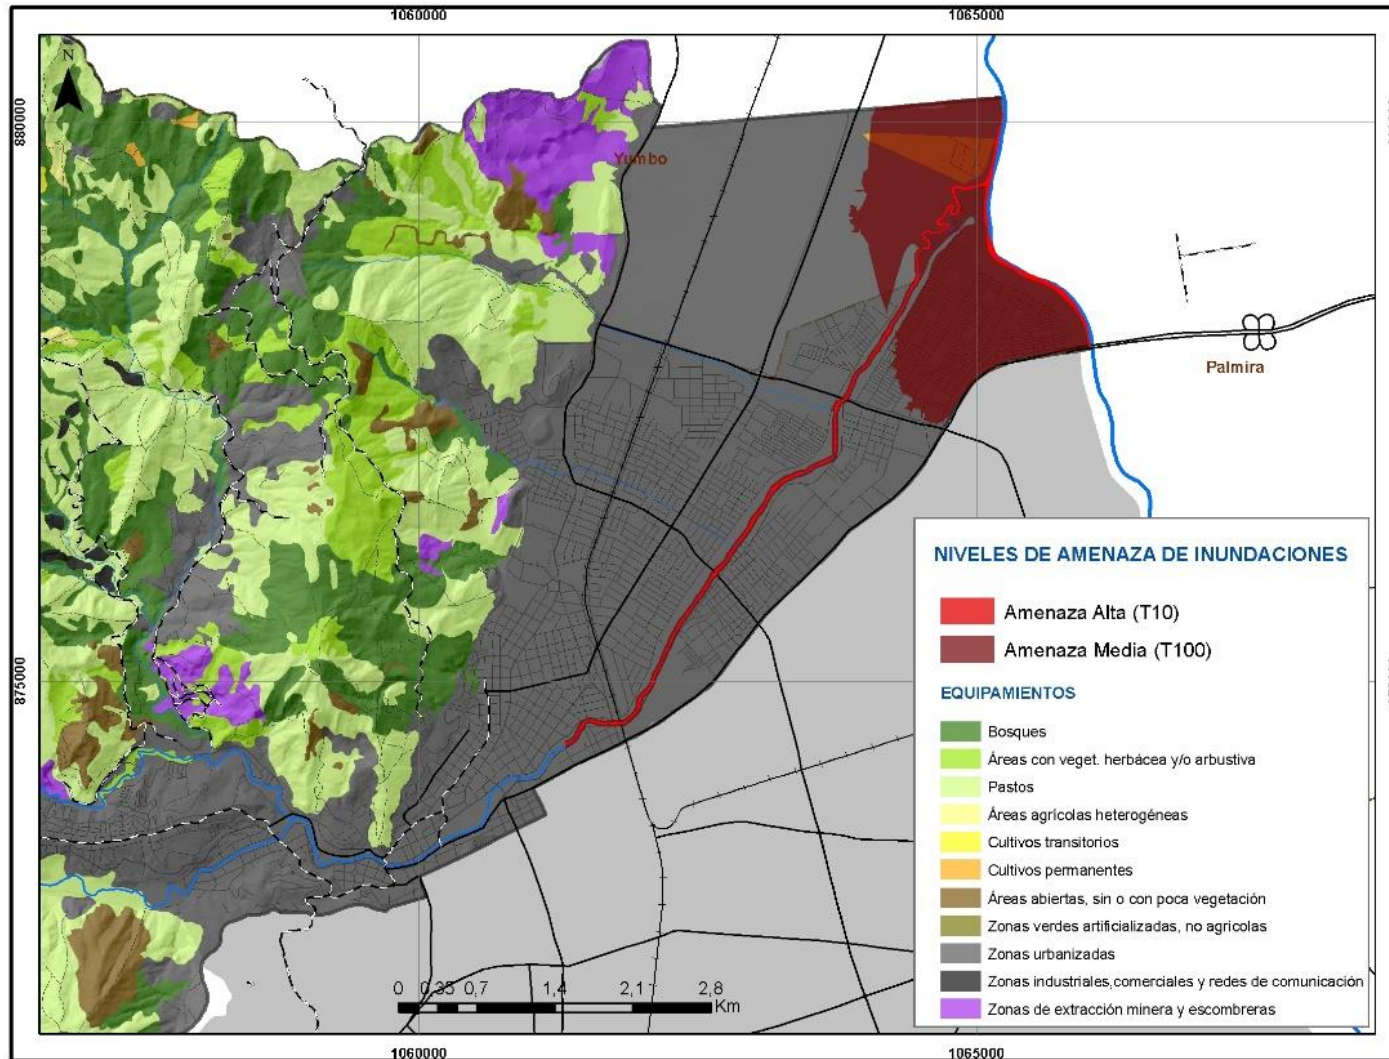 1060000
1065000
N
880000
Yumbo
Palmira
NIVELES DE AMENAZA DE INUNDACIONES
Amenaza Alta (T10)
Amenaza Media (T100)
875000
EQUIPAMIENTOS
Bosques
Áreas con veget. herbácea y/o arbustiva
Pastos
Áreas agrícolas heterogéneas
Cultivos transitorios
Cultivos permanentes
Áreas abiertas, sin o con poca vegetación
Zonas verdes artificializadas, no agrícolas
Zonas urbanizadas
Zonas industriales,comerciales y redes de comunicación
Zonas de extracción minera y escombreras
0 0,35 0,7 1,4 2,1 2,8
Km
1060000
1065000